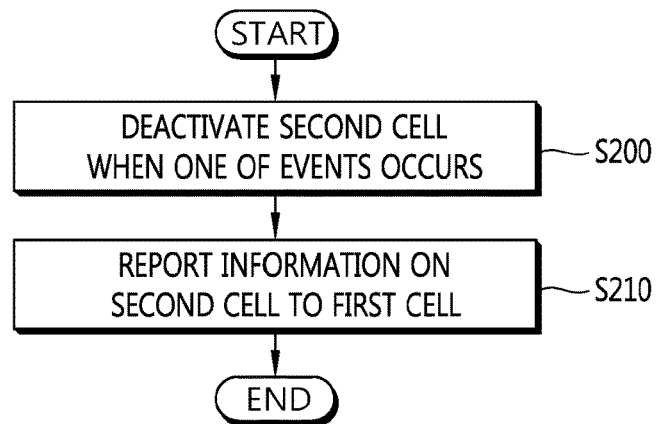 START
DEACTIVATE SECOND CELL
WHEN ONE OF EVENTS OCCURS
S200
REPORT INFORMATION ON
SECOND CELL TO FIRST CELL
S210
END